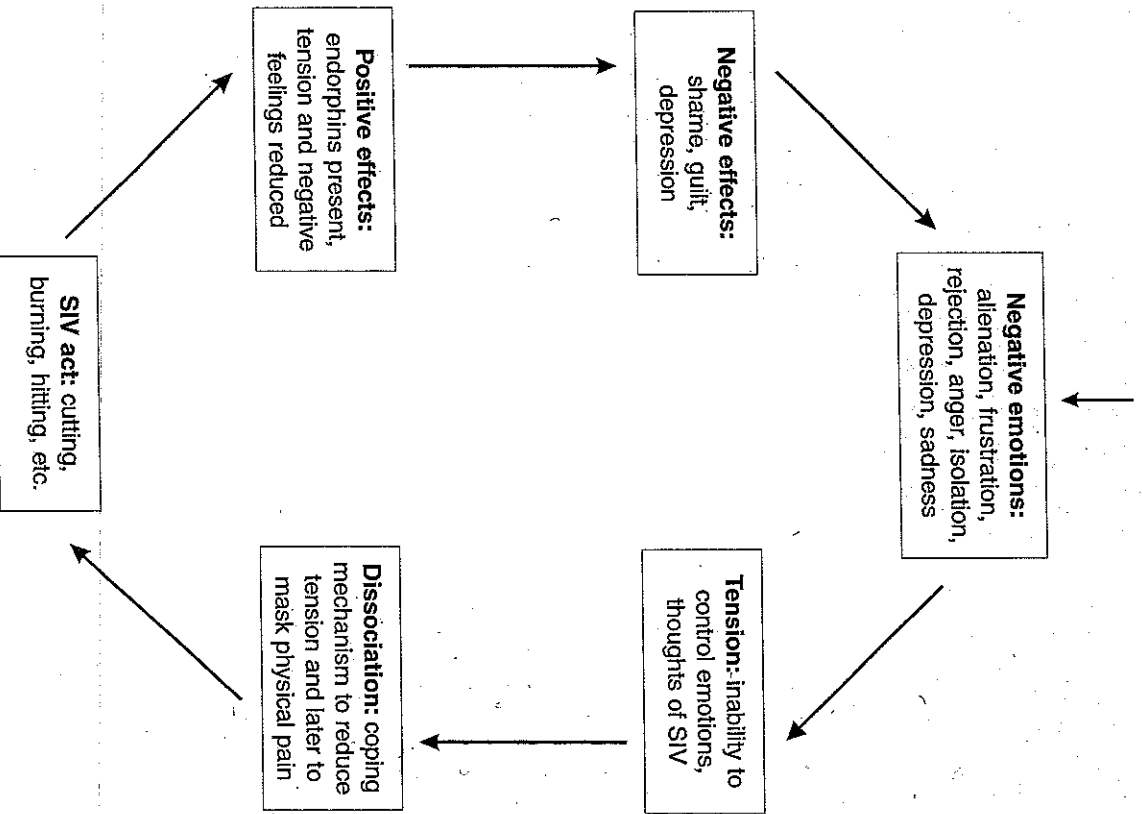 Negative emotions:
alienation, frustration,
rejection, anger, isolation,
depression, sadness
Tension: inability to
control emotions,
thoughts of SIV
Dissociation: coping
mechanism to reduce
tension and later to
mask physical pain
SIV act: cutting,
burning, hitting, etc.
Positive effects:
endorphins present,
tension and negative
feelings reduced
Negative effects:
shame, guilt,
depression